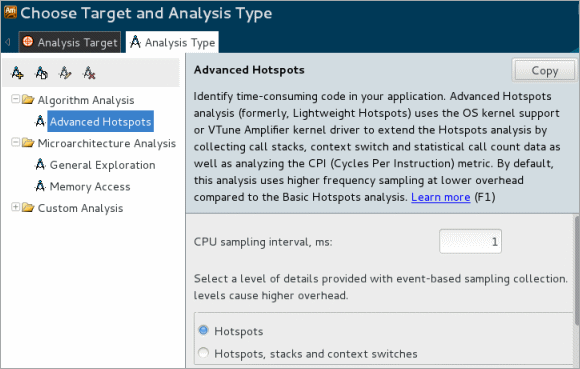 Am Choose Target and Analysis Type
Analysis Target
Analysis Type
Advanced Hotspots
Copy
Identify time-consuming code in your application. Advanced Hotspots
analysis (formerly, Lightweight Hotspots) uses the OS kernel support
or VTune Amplifier kernel driver to extend the Hotspots analysis by
collecting call stacks, context switch and statistical call count data as
well as analyzing the CPI (Cycles Per Instruction) metric. By default,
this analysis uses higher frequency sampling at lower overhead
compared to the Basic Hotspots analysis. Learn more (F1)
Algorithm Analysis
Advanced Hotspots
Microarchitecture Analysis
General Exploration
Memory Access
Custom Analysis
CPU sampling interval, ms: 1
Select a level of details provided with event-based sampling collection.
levels cause higher overhead.
Hotspots
Hotspots, stacks and context switches